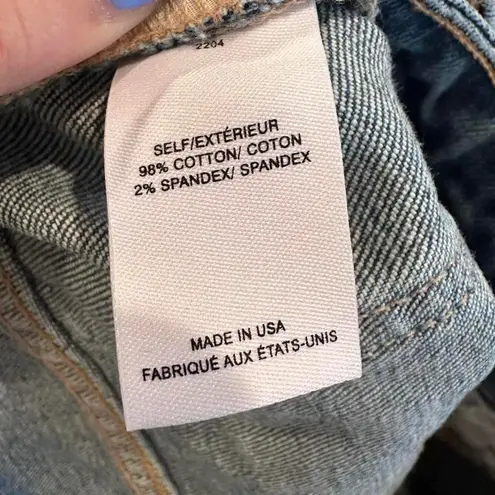 2204
SELF/EXTÉRIEUR
98% COTTON/ COTON
2% SPANDEX/ SPANDEX
MADE IN USA
FABRIQUÉ AUX ÉTATS-UNIS